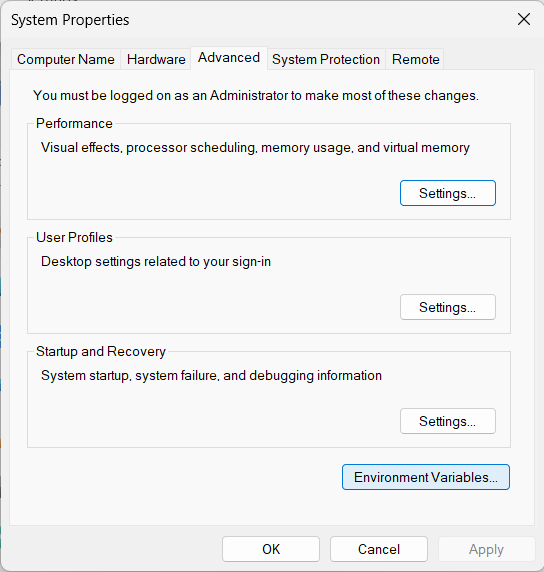 System Properties
Computer Name Hardware Advanced System Protection Remote
You must be logged on as an Administrator to make most of these changes.
Performance
Visual effects, processor scheduling, memory usage, and virtual memory
Settings...
User Profiles
Desktop settings related to your sign-in
Settings...
Startup and Recovery
System startup, system failure, and debugging information
Settings...
Environment Variables...
OK Cancel Apply